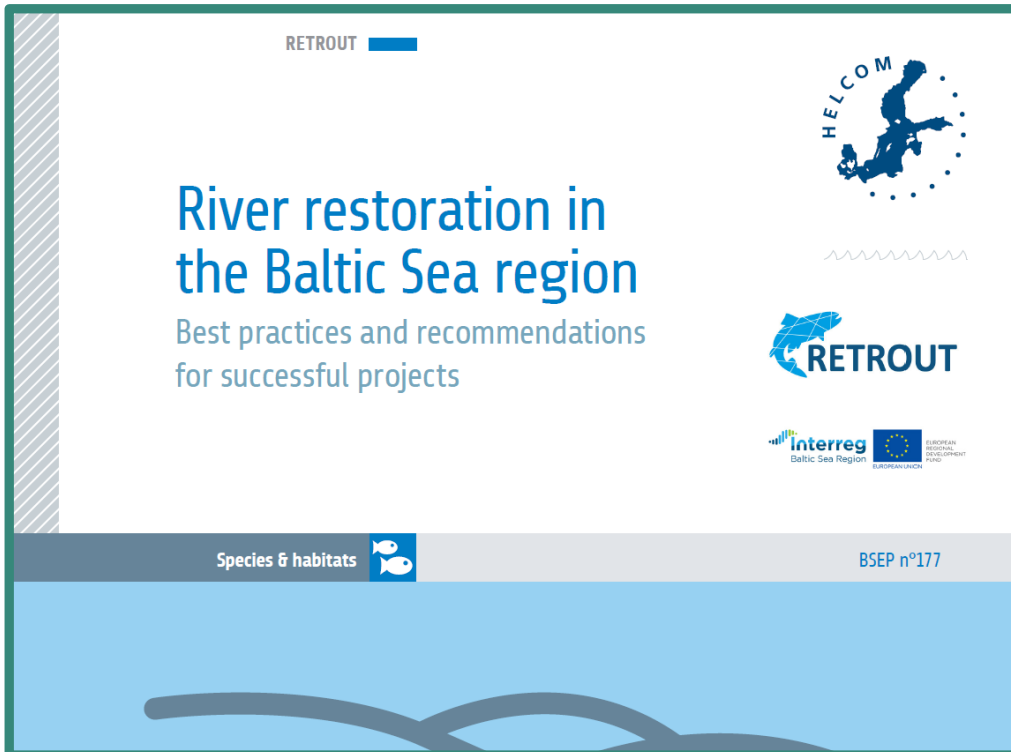 RETROUT
HELCOM
River restoration in
the Baltic Sea region
Best practices and recommendations
for successful projects
RETROUT
Interreg
Baltic Sea Region
EUROPEAN UNION
EUROPEAN
REGIONAL
DEVELOPMENT
FUND
Species & habitats
BSEP nº177